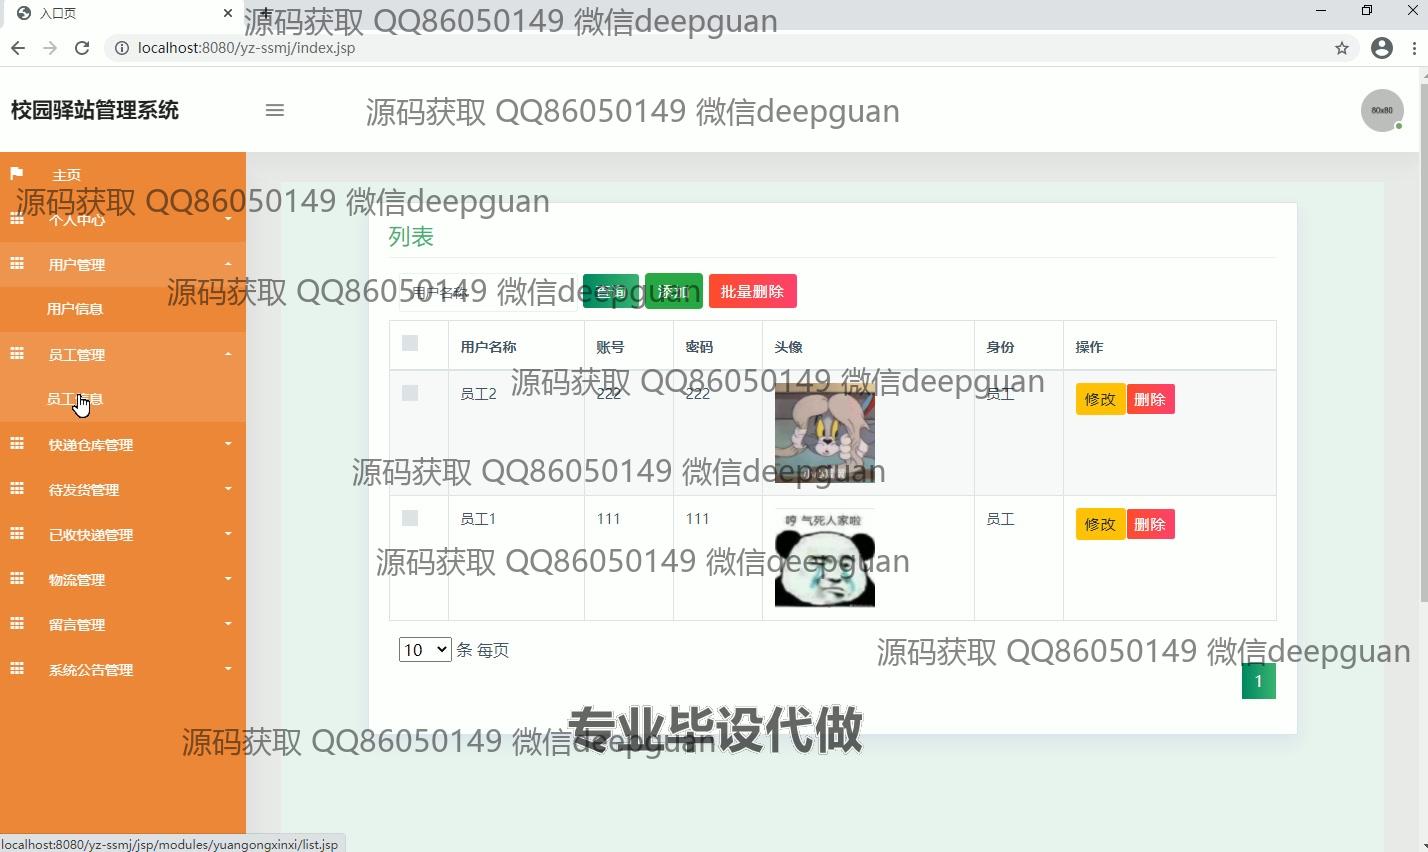 入口页
源码获取 QQ86050149 微信deepguan
localhost:8080/yz-ssmj/index.jsp
校园驿站管理系统
源码获取 QQ86050149 微信deepguan
60x60
主页
源码获取 QQ86050149 微信deepguan
个人中心
列表
用户管理
源码获取 QQ86050149 微信deepguan
用户名称 查询 添加 批量删除
用户信息
用户名称 账号 密码 头像 身份 操作
员工管理
源码获取 QQ86050149 微信deepguan
员工2 222 222 员工 修改 删除
员工信息
快递仓库管理
源码获取 QQ86050149 微信deepguan
待发货管理
员工1 111 111 员工 修改 删除
哼 气死人家啦
已收快递管理
源码获取 QQ86050149 微信deepguan
物流管理
留言管理
10 条 每页
源码获取 QQ86050149 微信deepguan
系统公告管理
1
专业毕设代做
源码获取 QQ86050149 微信deepguan
localhost:8080/yz-ssmj/jsp/modules/yuangongxinxi/list.jsp